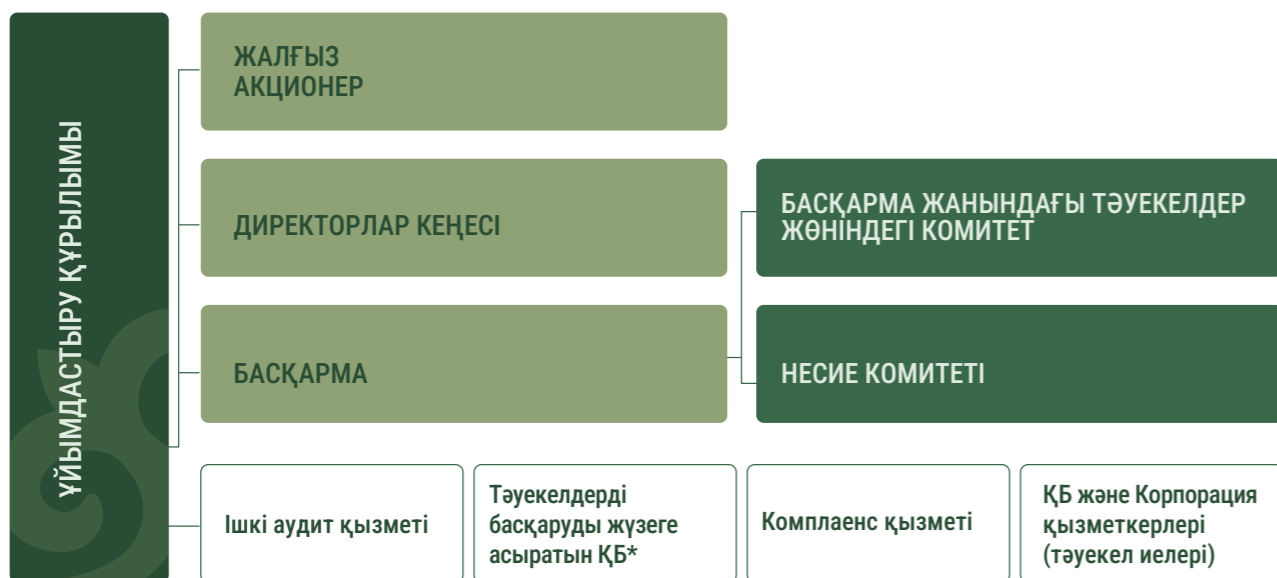 ҰЙЫМДАСТЫРУ ҚҰРЫЛЫМЫ
ЖАЛҒЫЗ
АКЦИОНЕР
ДИРЕКТОРЛАР КЕҢЕСІ
БАСҚАРМА
БАСҚАРМА ЖАНЫНДАҒЫ ТӘУЕКЕЛДЕР
ЖӨНІНДЕГІ КОМИТЕТ
НЕСИЕ КОМИТЕТІ
Ішкі аудит қызметі
Тәуекелдерді
басқаруды жүзеге
асыратын ҚБ*
Комплаенс қызметі
ҚБ және Корпорация
қызметкерлері
(тәуекел иелері)